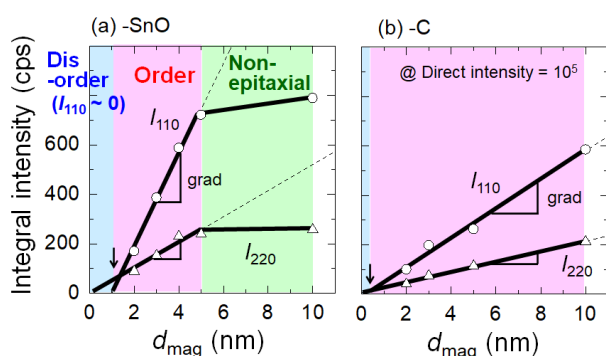 (a) -SnO
(b) -C
Integral intensity (cps)
800
600
400
200
0
Dis
-order
(I110 ~ 0)
Order
Non-
epitaxial
I110
grad
I220
0 2 4 6 8 10
dmag (nm)
@ Direct intensity = 10⁵
I110
grad
I220
0 2 4 6 8 10
dmag (nm)